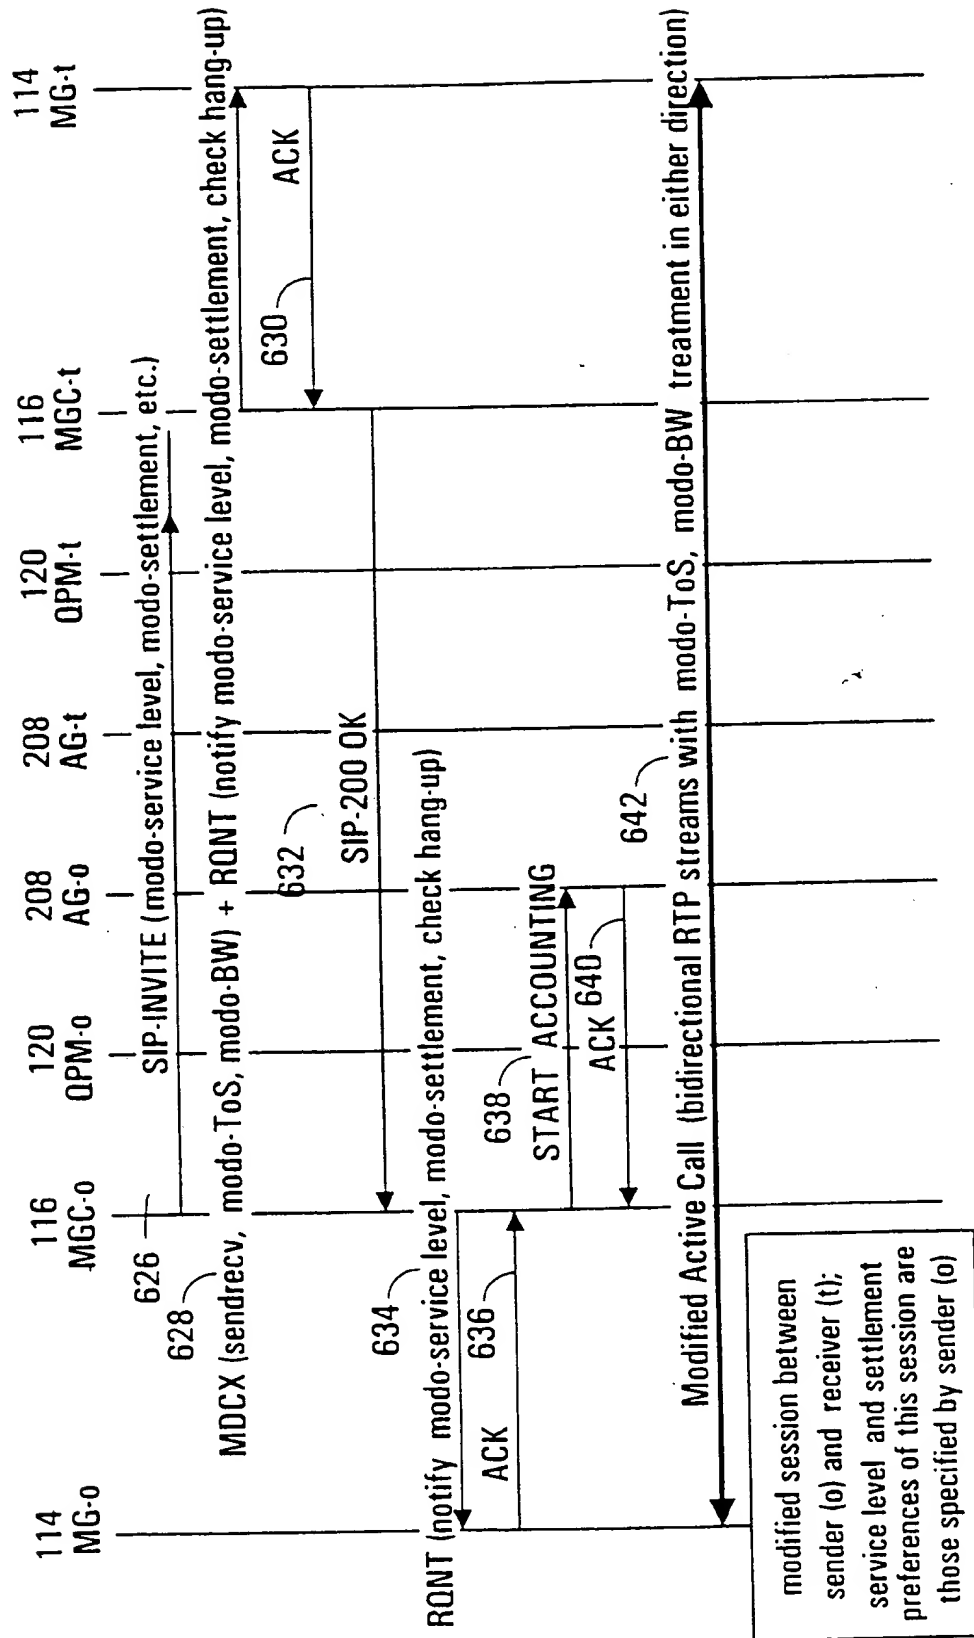 114
MG-o
116
MGC-o
120
QPM-o
208
AG-o
208
AG-t
120
QPM-t
116
MGC-t
114
MG-t
626
SIP-INVITE (modo-service level, modo-settlement, etc.)
628
MDCX (sendrecv, modo-ToS, modo-BW) + RQNT (notify modo-service level, modo-settlement, check hang-up)
630
ACK
632
SIP-200 OK
634
RQNT (notify modo-service level, modo-settlement, check hang-up)
636
ACK
638
START ACCOUNTING
ACK 640
642
Modified Active Call (bidirectional RTP streams with modo-ToS, modo-BW treatment in either direction)
modified session between
sender (o) and receiver (t);
service level and settlement
preferences of this session are
those specified by sender (o)